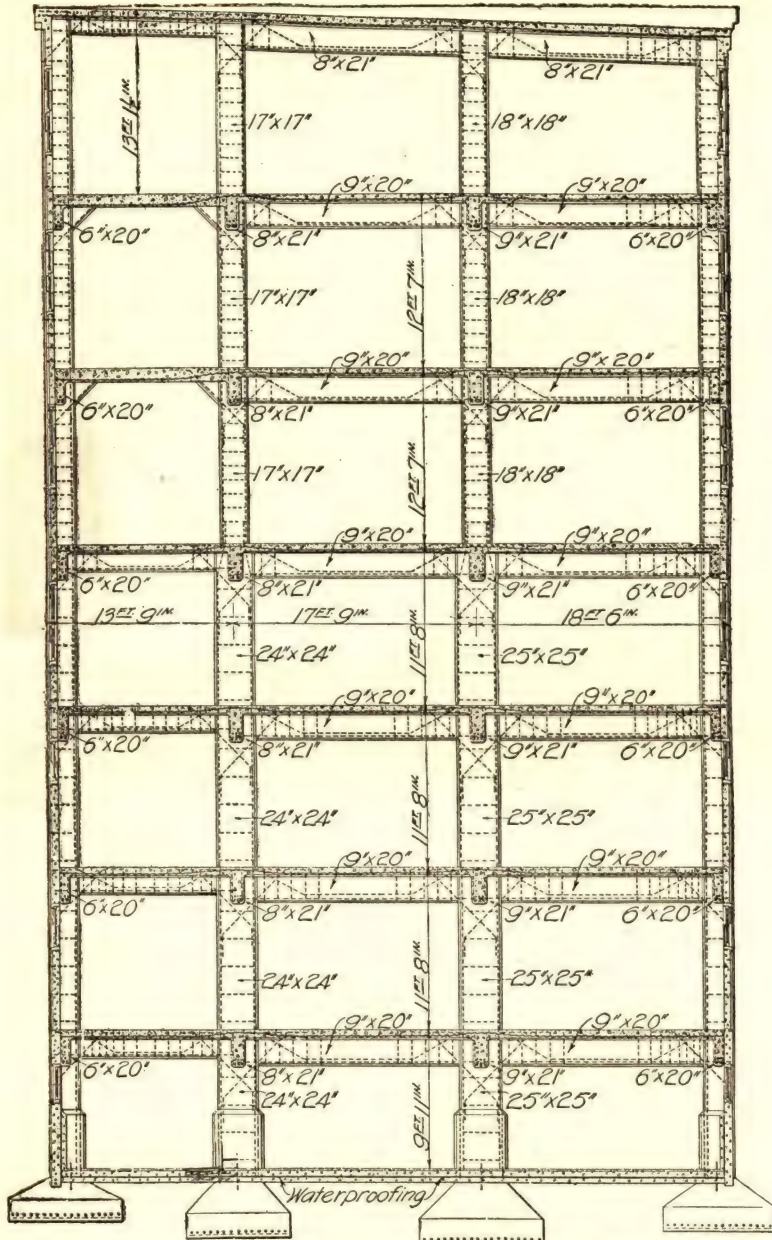 8"x21" 8"x21"
13FT 1½IN.
17"x17" 18"x18"
9"x20" 9"x20"
6"x20" 8"x21" 9"x21" 6"x20"
12FT 7IN.
17"x17" 18"x18"
9"x20" 9"x20"
6"x20" 8"x21" 9"x21" 6"x20"
12FT 7IN.
17"x17" 18"x18"
9"x20" 9"x20"
6"x20" 8"x21" 9"x21" 6"x20"
13FT 9IN. 17FT 9IN. 18FT 6IN.
11FT 8IN.
24"x24" 25"x25"
9"x20" 9"x20"
6"x20" 8"x21" 9"x21" 6"x20"
11FT 8IN.
24"x24" 25"x25"
9"x20" 9"x20"
6"x20" 8"x21" 9"x21" 6"x20"
11FT 8IN.
24"x24" 25"x25"
9"x20" 9"x20"
6"x20" 8"x21" 9"x21" 6"x20"
24"x24" 25"x25"
9FT 11IN.
Waterproofing